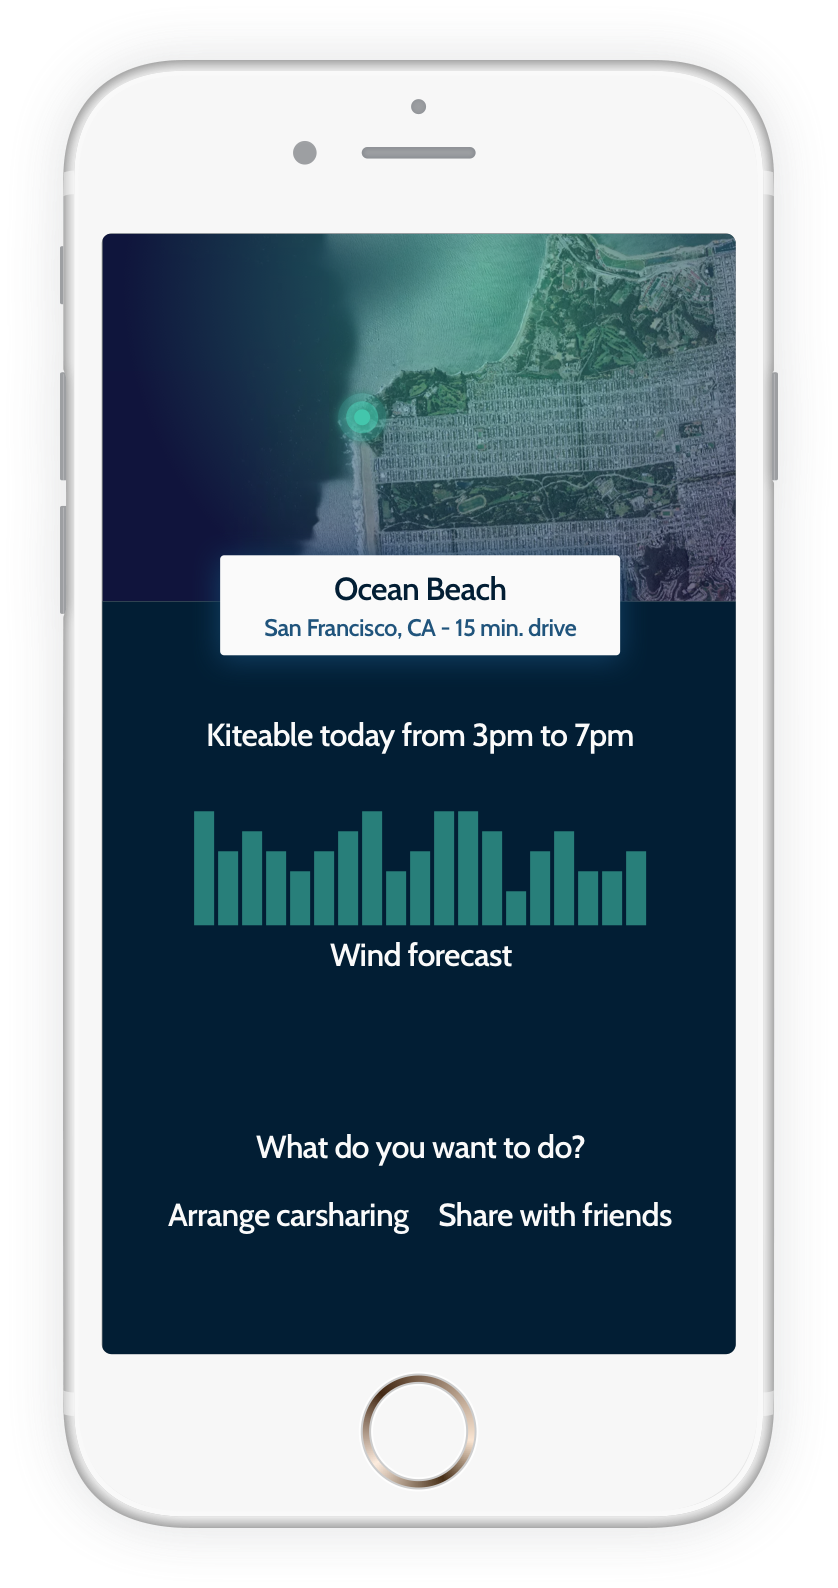 Ocean Beach
San Francisco, CA - 15 min. drive
Kiteable today from 3pm to 7pm
Wind forecast
What do you want to do?
Arrange carsharing Share with friends